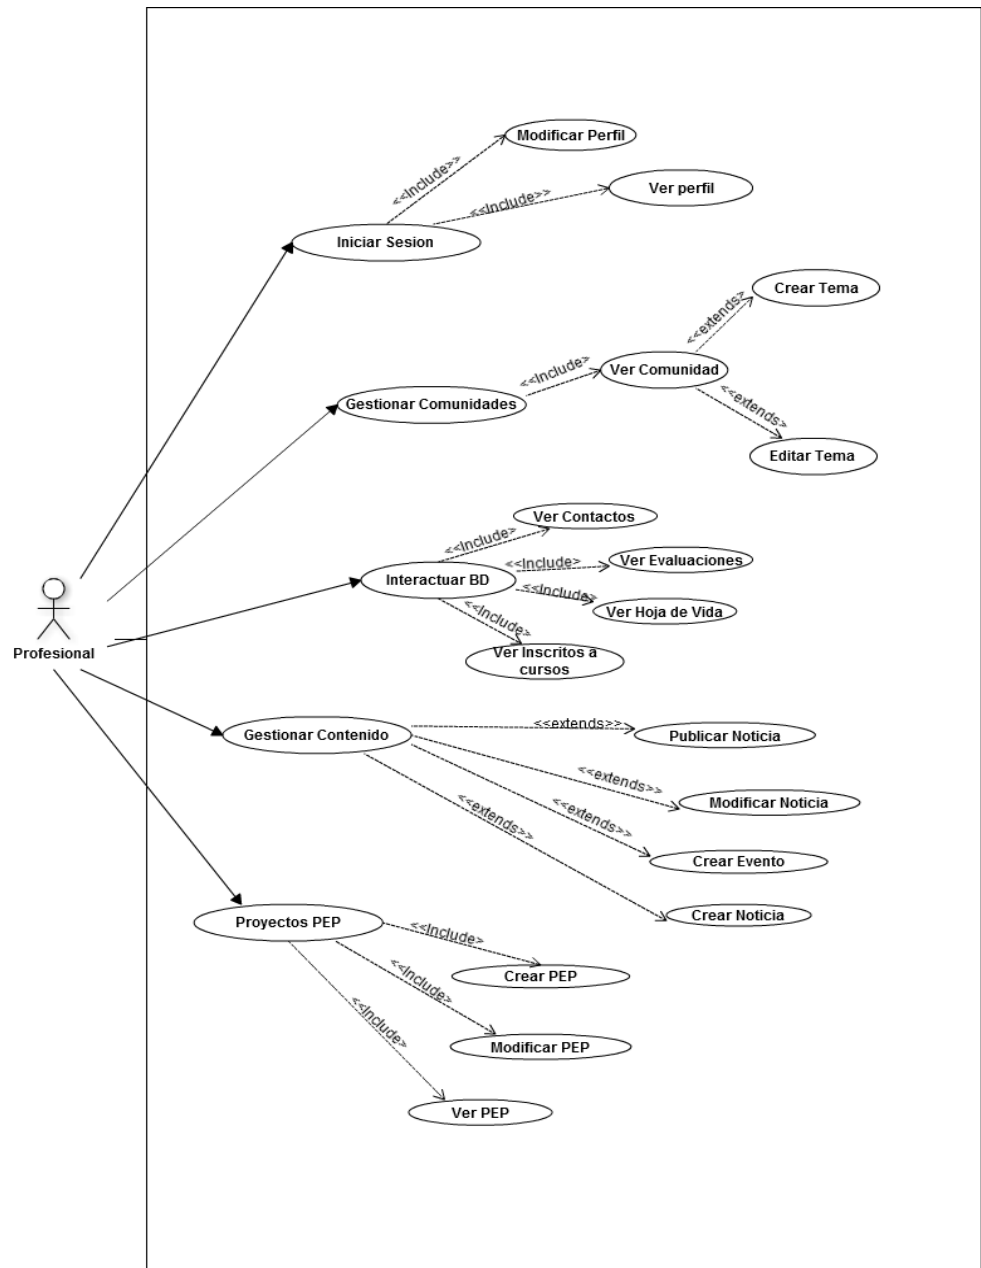 Modificar Perfil
<<Include>>
Ver perfil
<<Include>>
Iniciar Sesion
Crear Tema
<<extends>>
Ver Comunidad
<<Include>
Gestionar Comunidades
<<extends>
Editar Tema
Ver Contactos
<<Include>
Ver Evaluaciones
<<Include>
Interactuar BD
<<Include>
Ver Hoja de Vida
<<Include>
Ver Inscritos a
cursos
Profesional
<<extends>>
Publicar Noticia
Gestionar Contenido
<<extends>>
Modificar Noticia
<<extends>>
<<extends>>
Crear Evento
Crear Noticia
Proyectos PEP
<<Include>
Crear PEP
<<Include>
<<Include>
Modificar PEP
Ver PEP